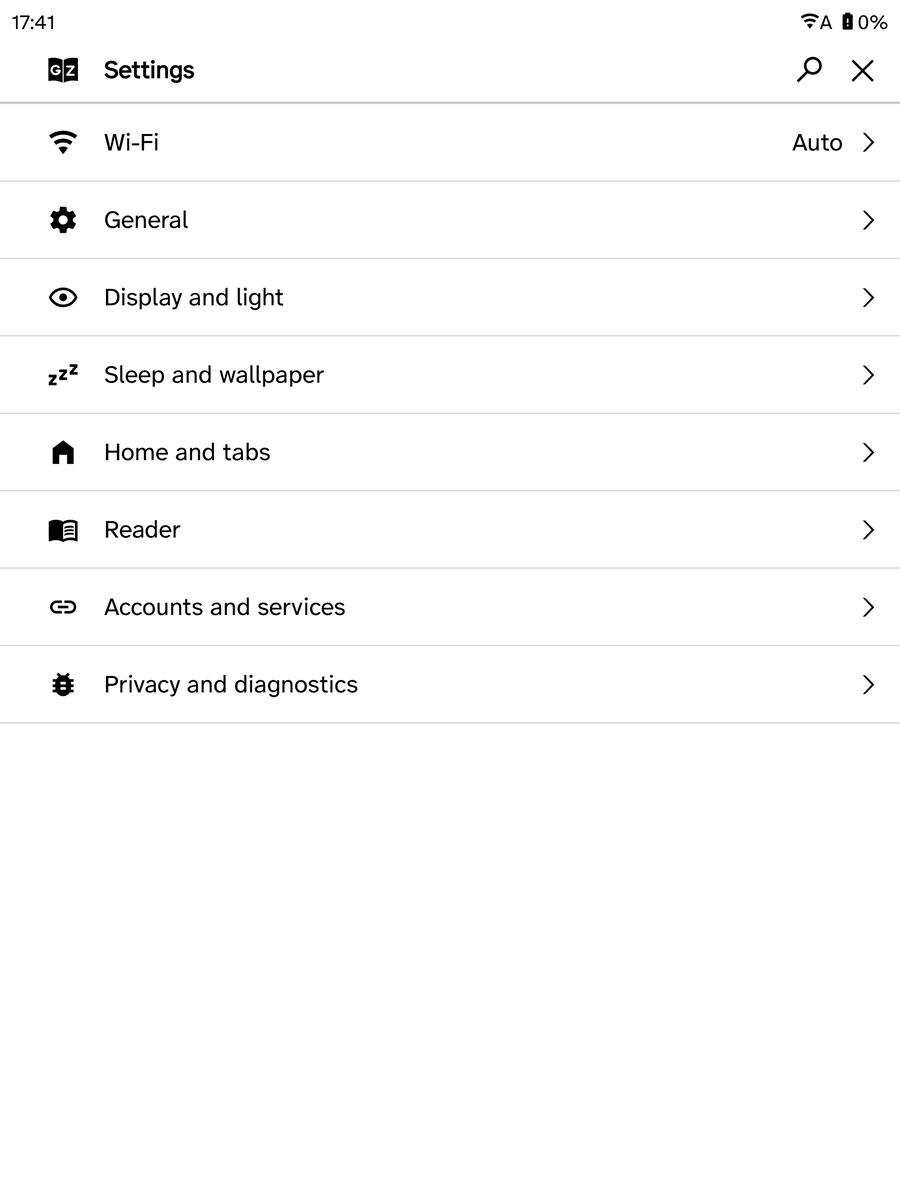 17:41 A 0%
GZ Settings
Wi-Fi Auto
General
Display and light
zzZ Sleep and wallpaper
Home and tabs
Reader
Accounts and services
Privacy and diagnostics